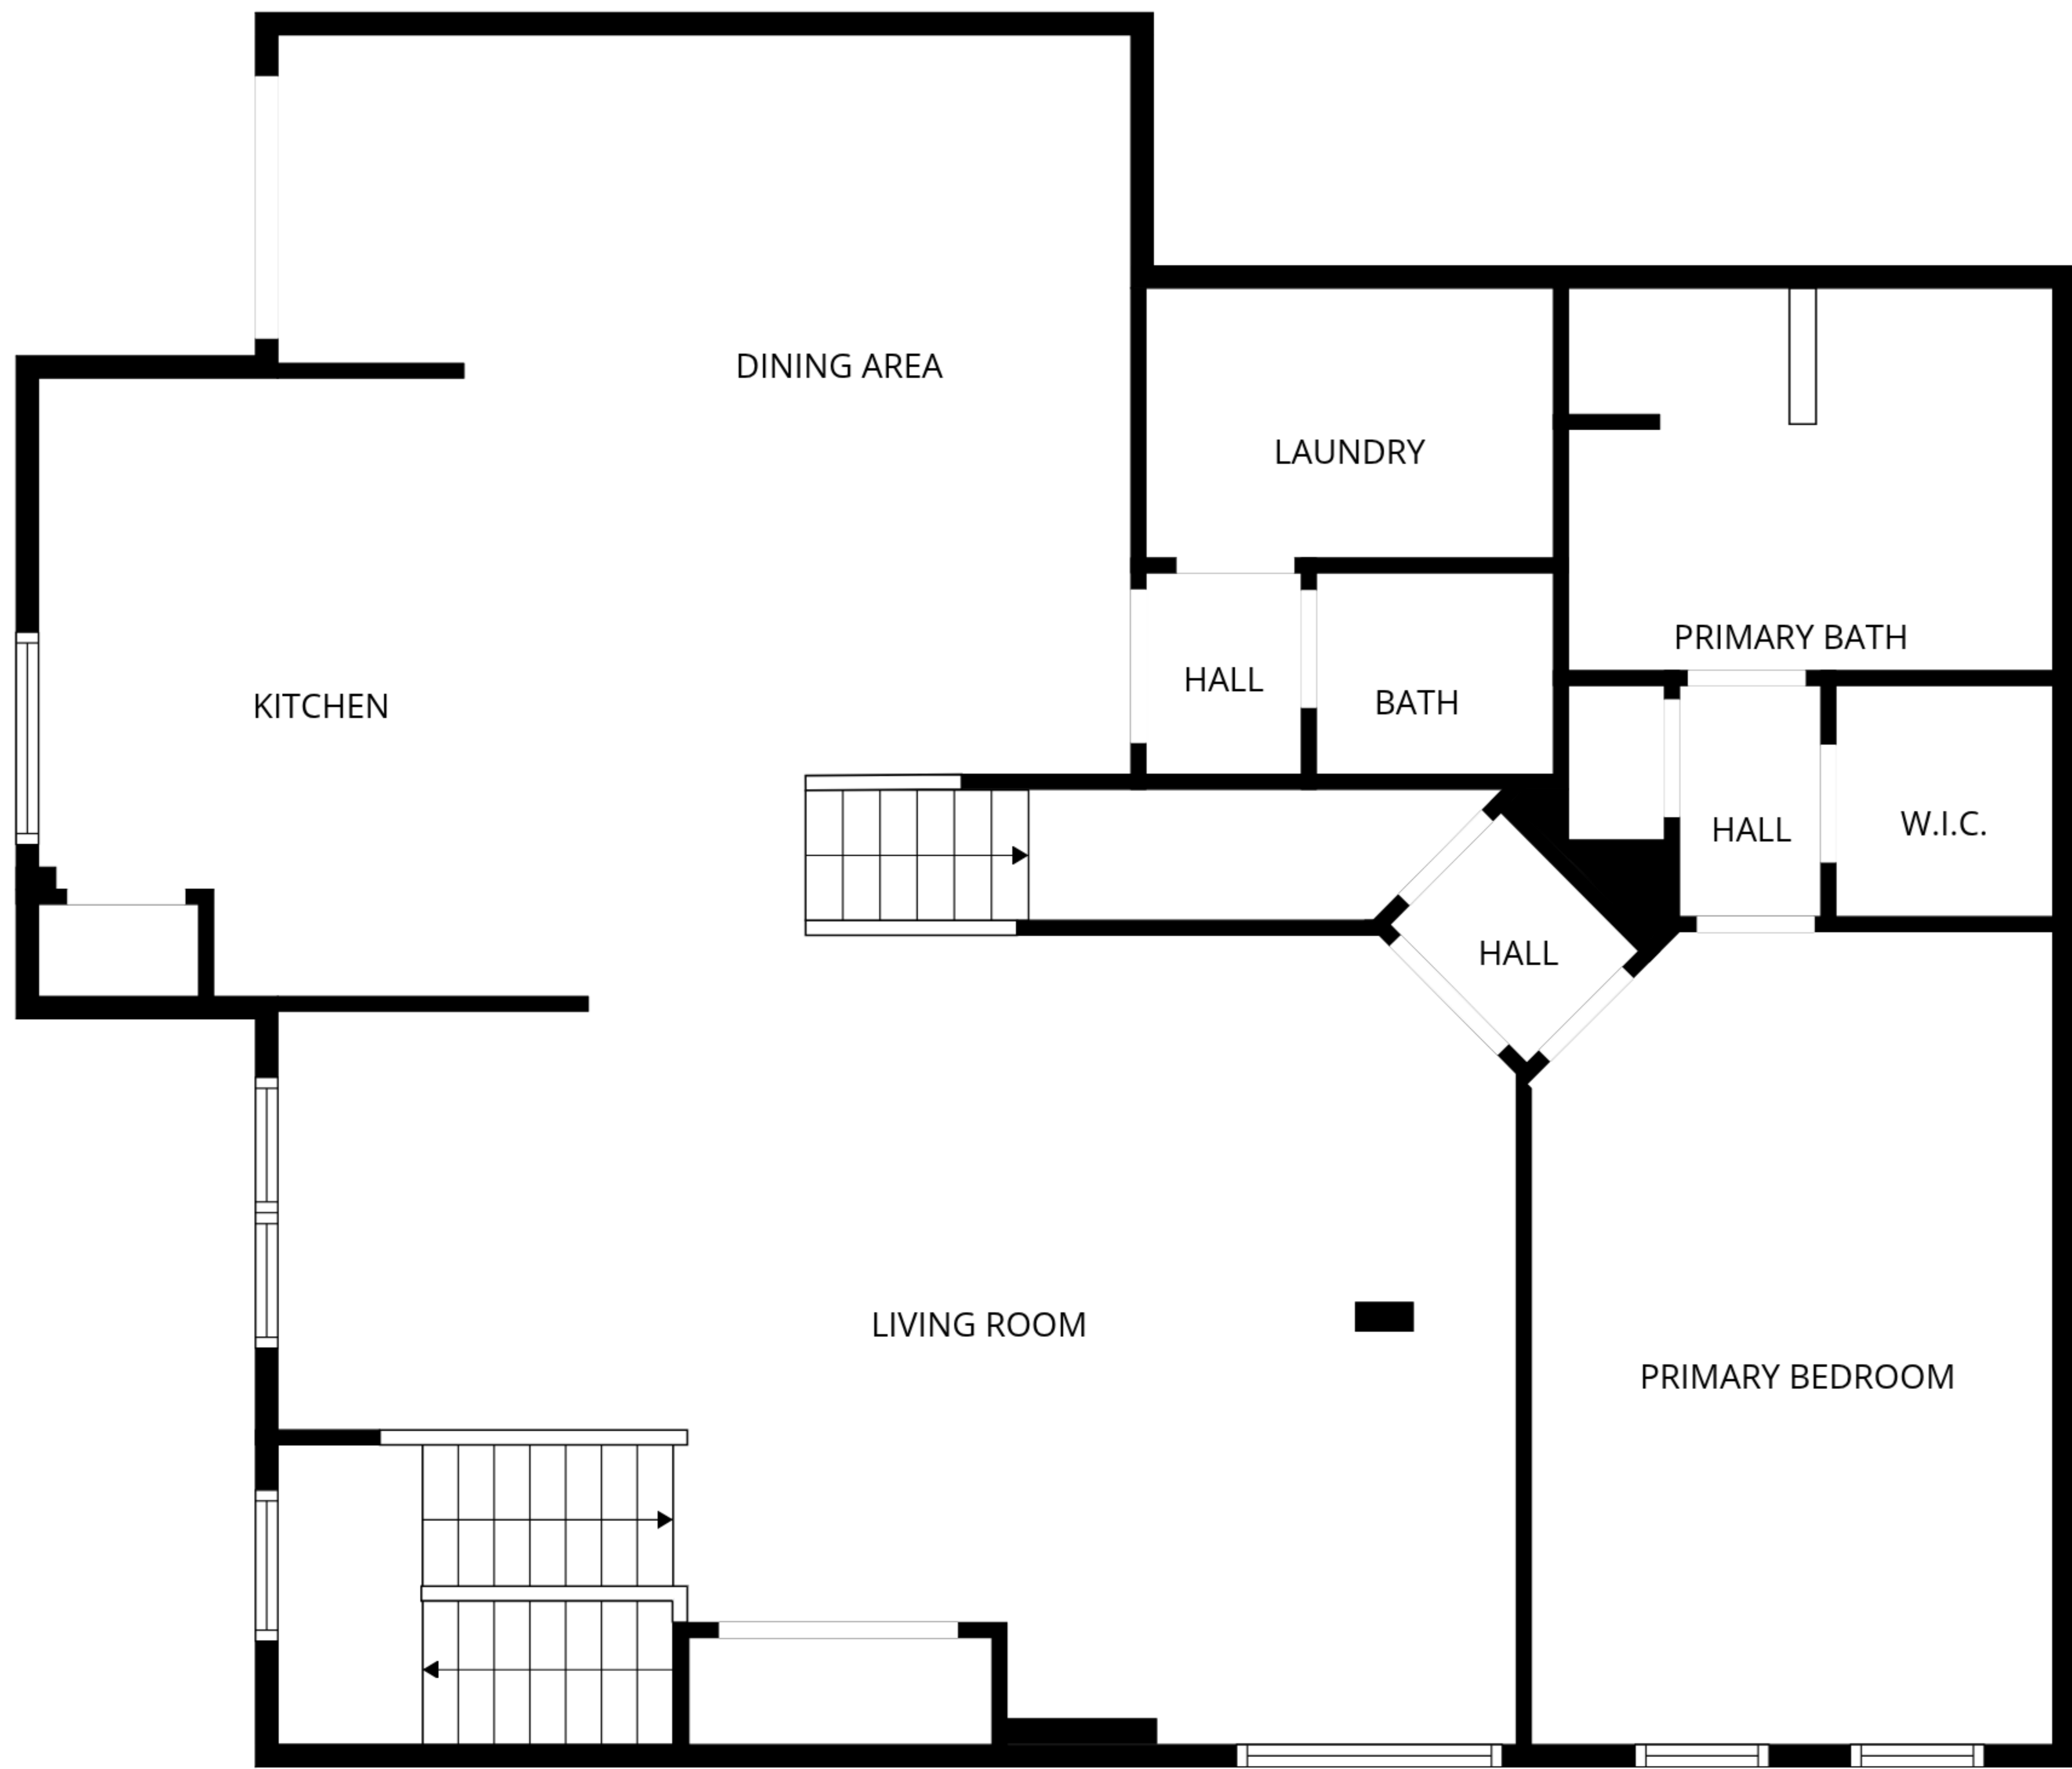 DINING AREA
LAUNDRY
PRIMARY BATH
HALL
BATH
KITCHEN
HALL
W.I.C.
HALL
LIVING ROOM
PRIMARY BEDROOM